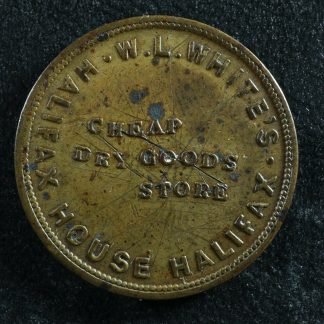 · W.L.WHITE'S · HALIFAX HOUSE HALIFAX
CHEAP
DRY GOODS
STORE